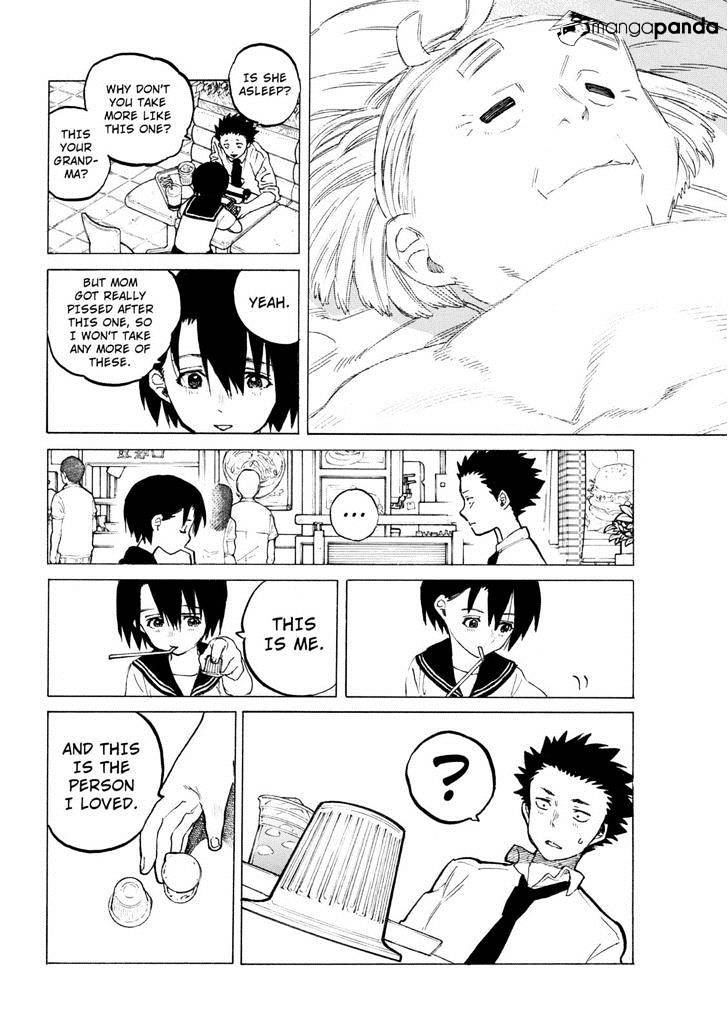 mangapanda
IS SHE
ASLEEP?
WHY DON'T
YOU TAKE
MORE LIKE
THIS ONE?
THIS
YOUR
GRAND-
MA?
YEAH.
BUT MOM
GOT REALLY
PISSED AFTER
THIS ONE, SO
I WON'T TAKE
ANY MORE OF
THESE.
...
THIS
IS ME.
?
AND THIS
IS THE
PERSON
I LOVED.